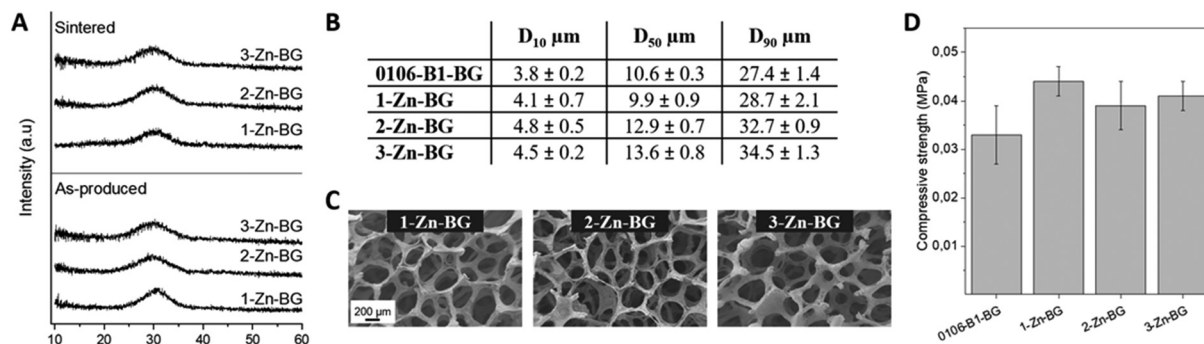 A
Sintered
3-Zn-BG
2-Zn-BG
1-Zn-BG
As-produced
3-Zn-BG
2-Zn-BG
1-Zn-BG
Intensity (a.u)
10 20 30 40 50 60
B
D10 µm D50 µm D90 µm
0106-B1-BG 3.8 ± 0.2 10.6 ± 0.3 27.4 ± 1.4
1-Zn-BG 4.1 ± 0.7 9.9 ± 0.9 28.7 ± 2.1
2-Zn-BG 4.8 ± 0.5 12.9 ± 0.7 32.7 ± 0.9
3-Zn-BG 4.5 ± 0.2 13.6 ± 0.8 34.5 ± 1.3
C
1-Zn-BG 2-Zn-BG 3-Zn-BG
200 µm
D
Compressive strength (MPa)
0,05
0,04
0,03
0,02
0,01
0106-B1-BG 1-Zn-BG 2-Zn-BG 3-Zn-BG